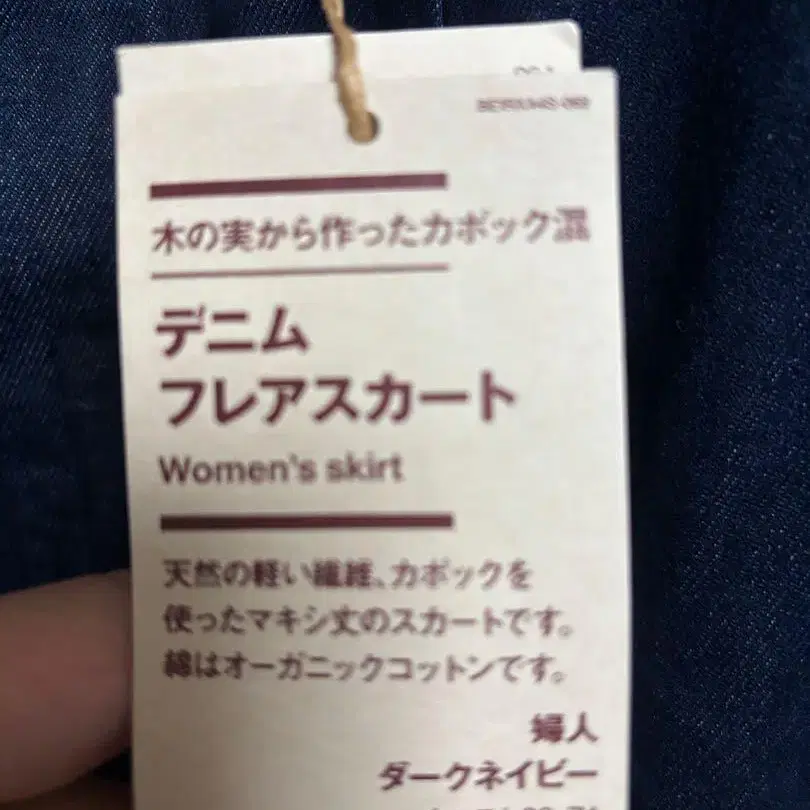 木の実から作ったカポック混
デニム
フレアスカート
Women's skirt
天然の軽い繊維、カポックを
使ったマキシ丈のスカートです。
綿はオーガニックコットンです。
婦人
ダークネイビー